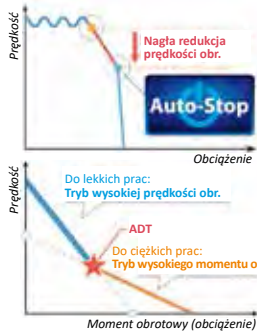 Prędkość
Nagła redukcja
prędkości obr.
Auto-Stop
Obciążenie
Prędkość
Do lekkich prac:
Tryb wysokiej prędkości obr.
ADT
Do ciężkich prac:
Tryb wysokiego momentu o
Moment obrotowy (obciążenie)